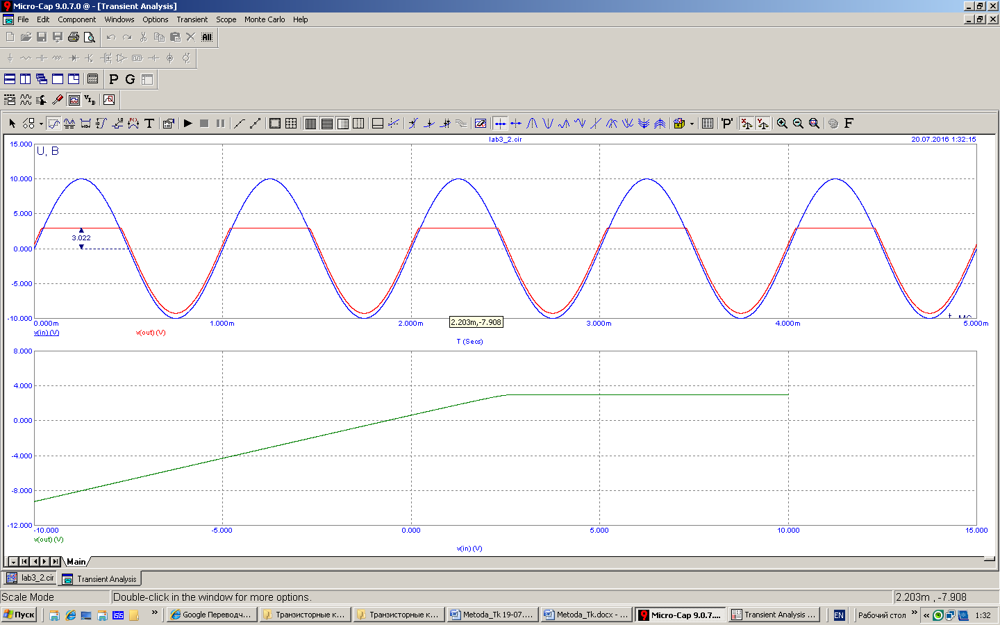 Micro-Cap 9.0.7.0 @ - [Transient Analysis]
File Edit Component Windows Options Transient Scope Monte Carlo Help
P G
T 'P' F
lab3_2.cir
20.07.2016 1:32:15
15.000
U, B
10.000
5.000
3.022
0.000
-5.000
-10.000
0.000m 1.000m 2.000m 3.000m 4.000m 5.000m
2.203m,-7.908
v(in) (V) v(out) (V)
T (Secs)
8.000
4.000
0.000
-4.000
-8.000
-12.000
-10.000 -5.000 0.000 5.000 10.000 15.000
v(out) (V)
v(in) (V)
Main
lab3_2.cir Transient Analysis
Scale Mode Double-click in the window for more options. 2.203m , -7.908
Пуск Google Переводч... Транзисторные к... Транзисторные к... Metoda_Tk 19-07.... Metoda_Tk.docx - ... Micro-Cap 9.0.7.... Transient Analysis ... EN Рабочий стол 1:32